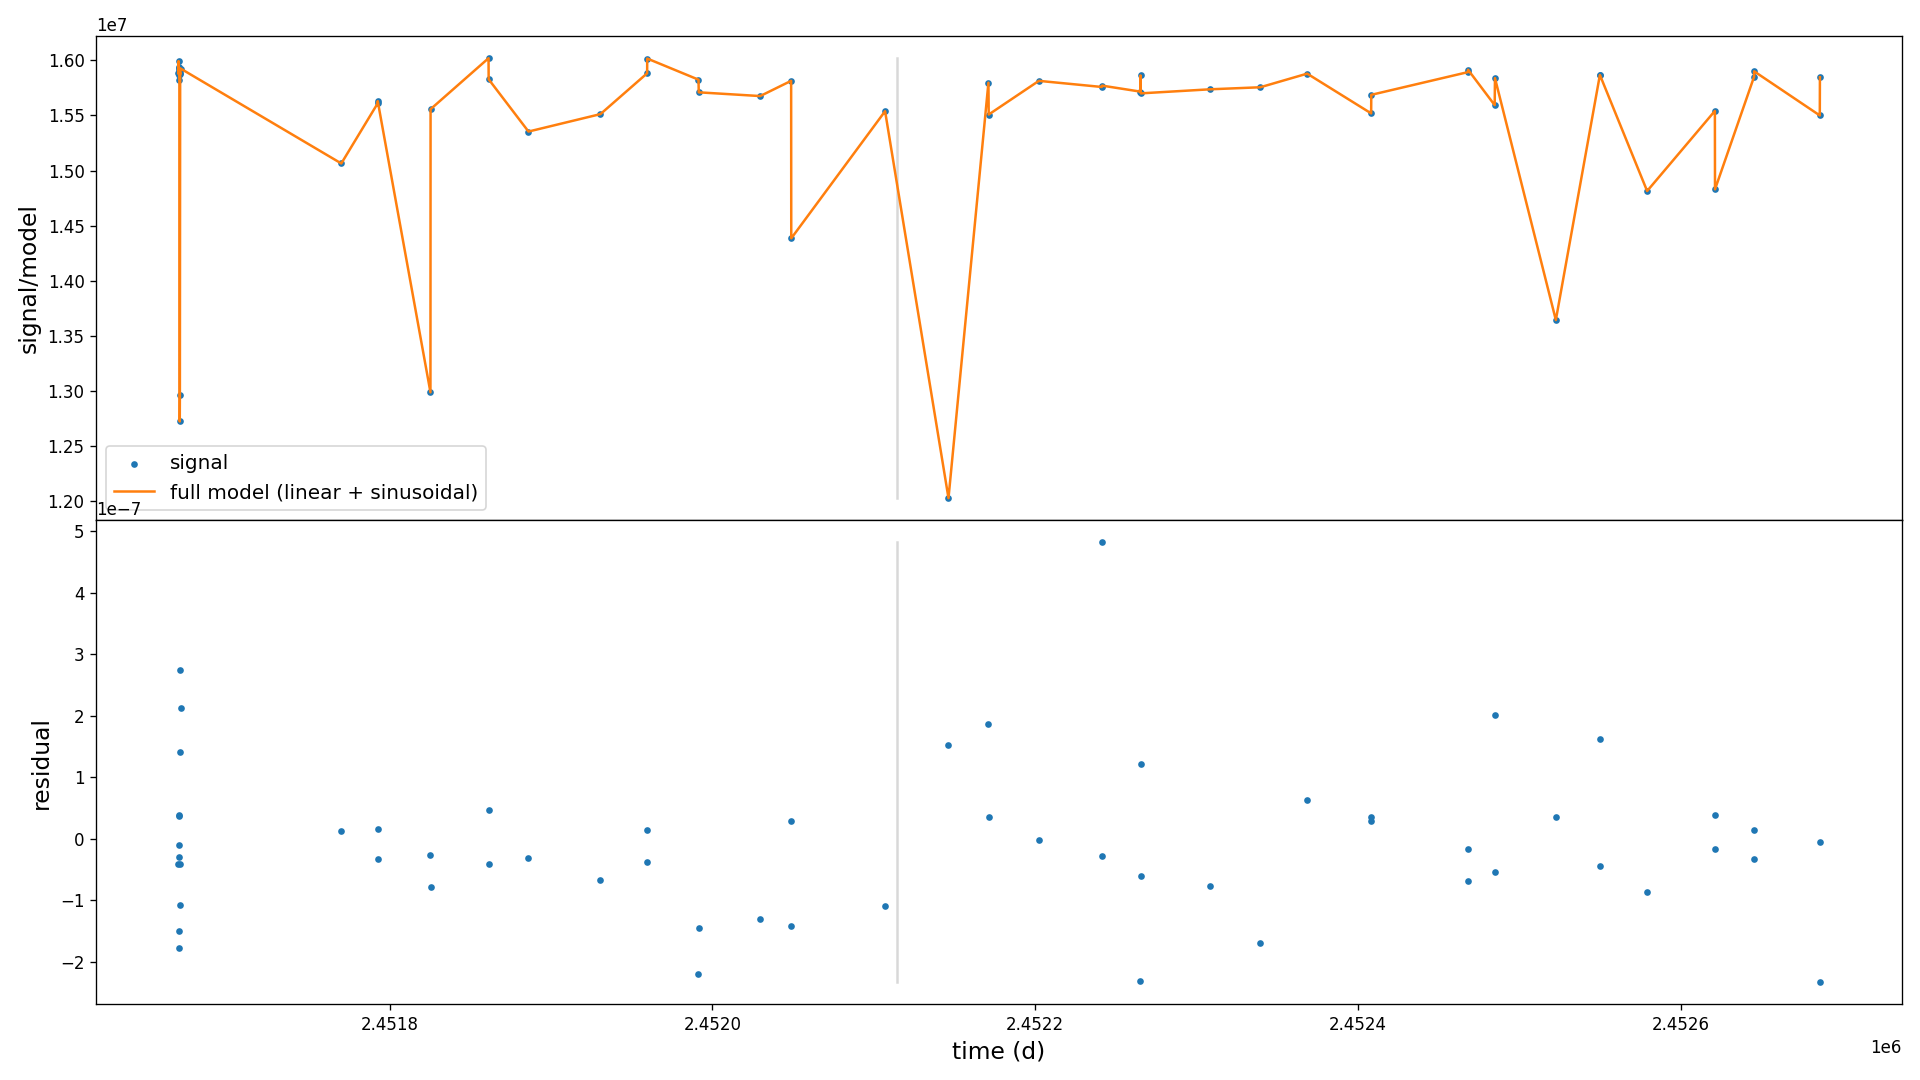 1e7
1.60
1.55
1.50
1.45
1.40
1.35
1.30
1.25
1.20
signal/model
signal
full model (linear + sinusoidal)
1e−7
5
4
3
2
1
0
−1
−2
residual
2.4518
2.4520
2.4522
2.4524
2.4526
time (d)
1e6